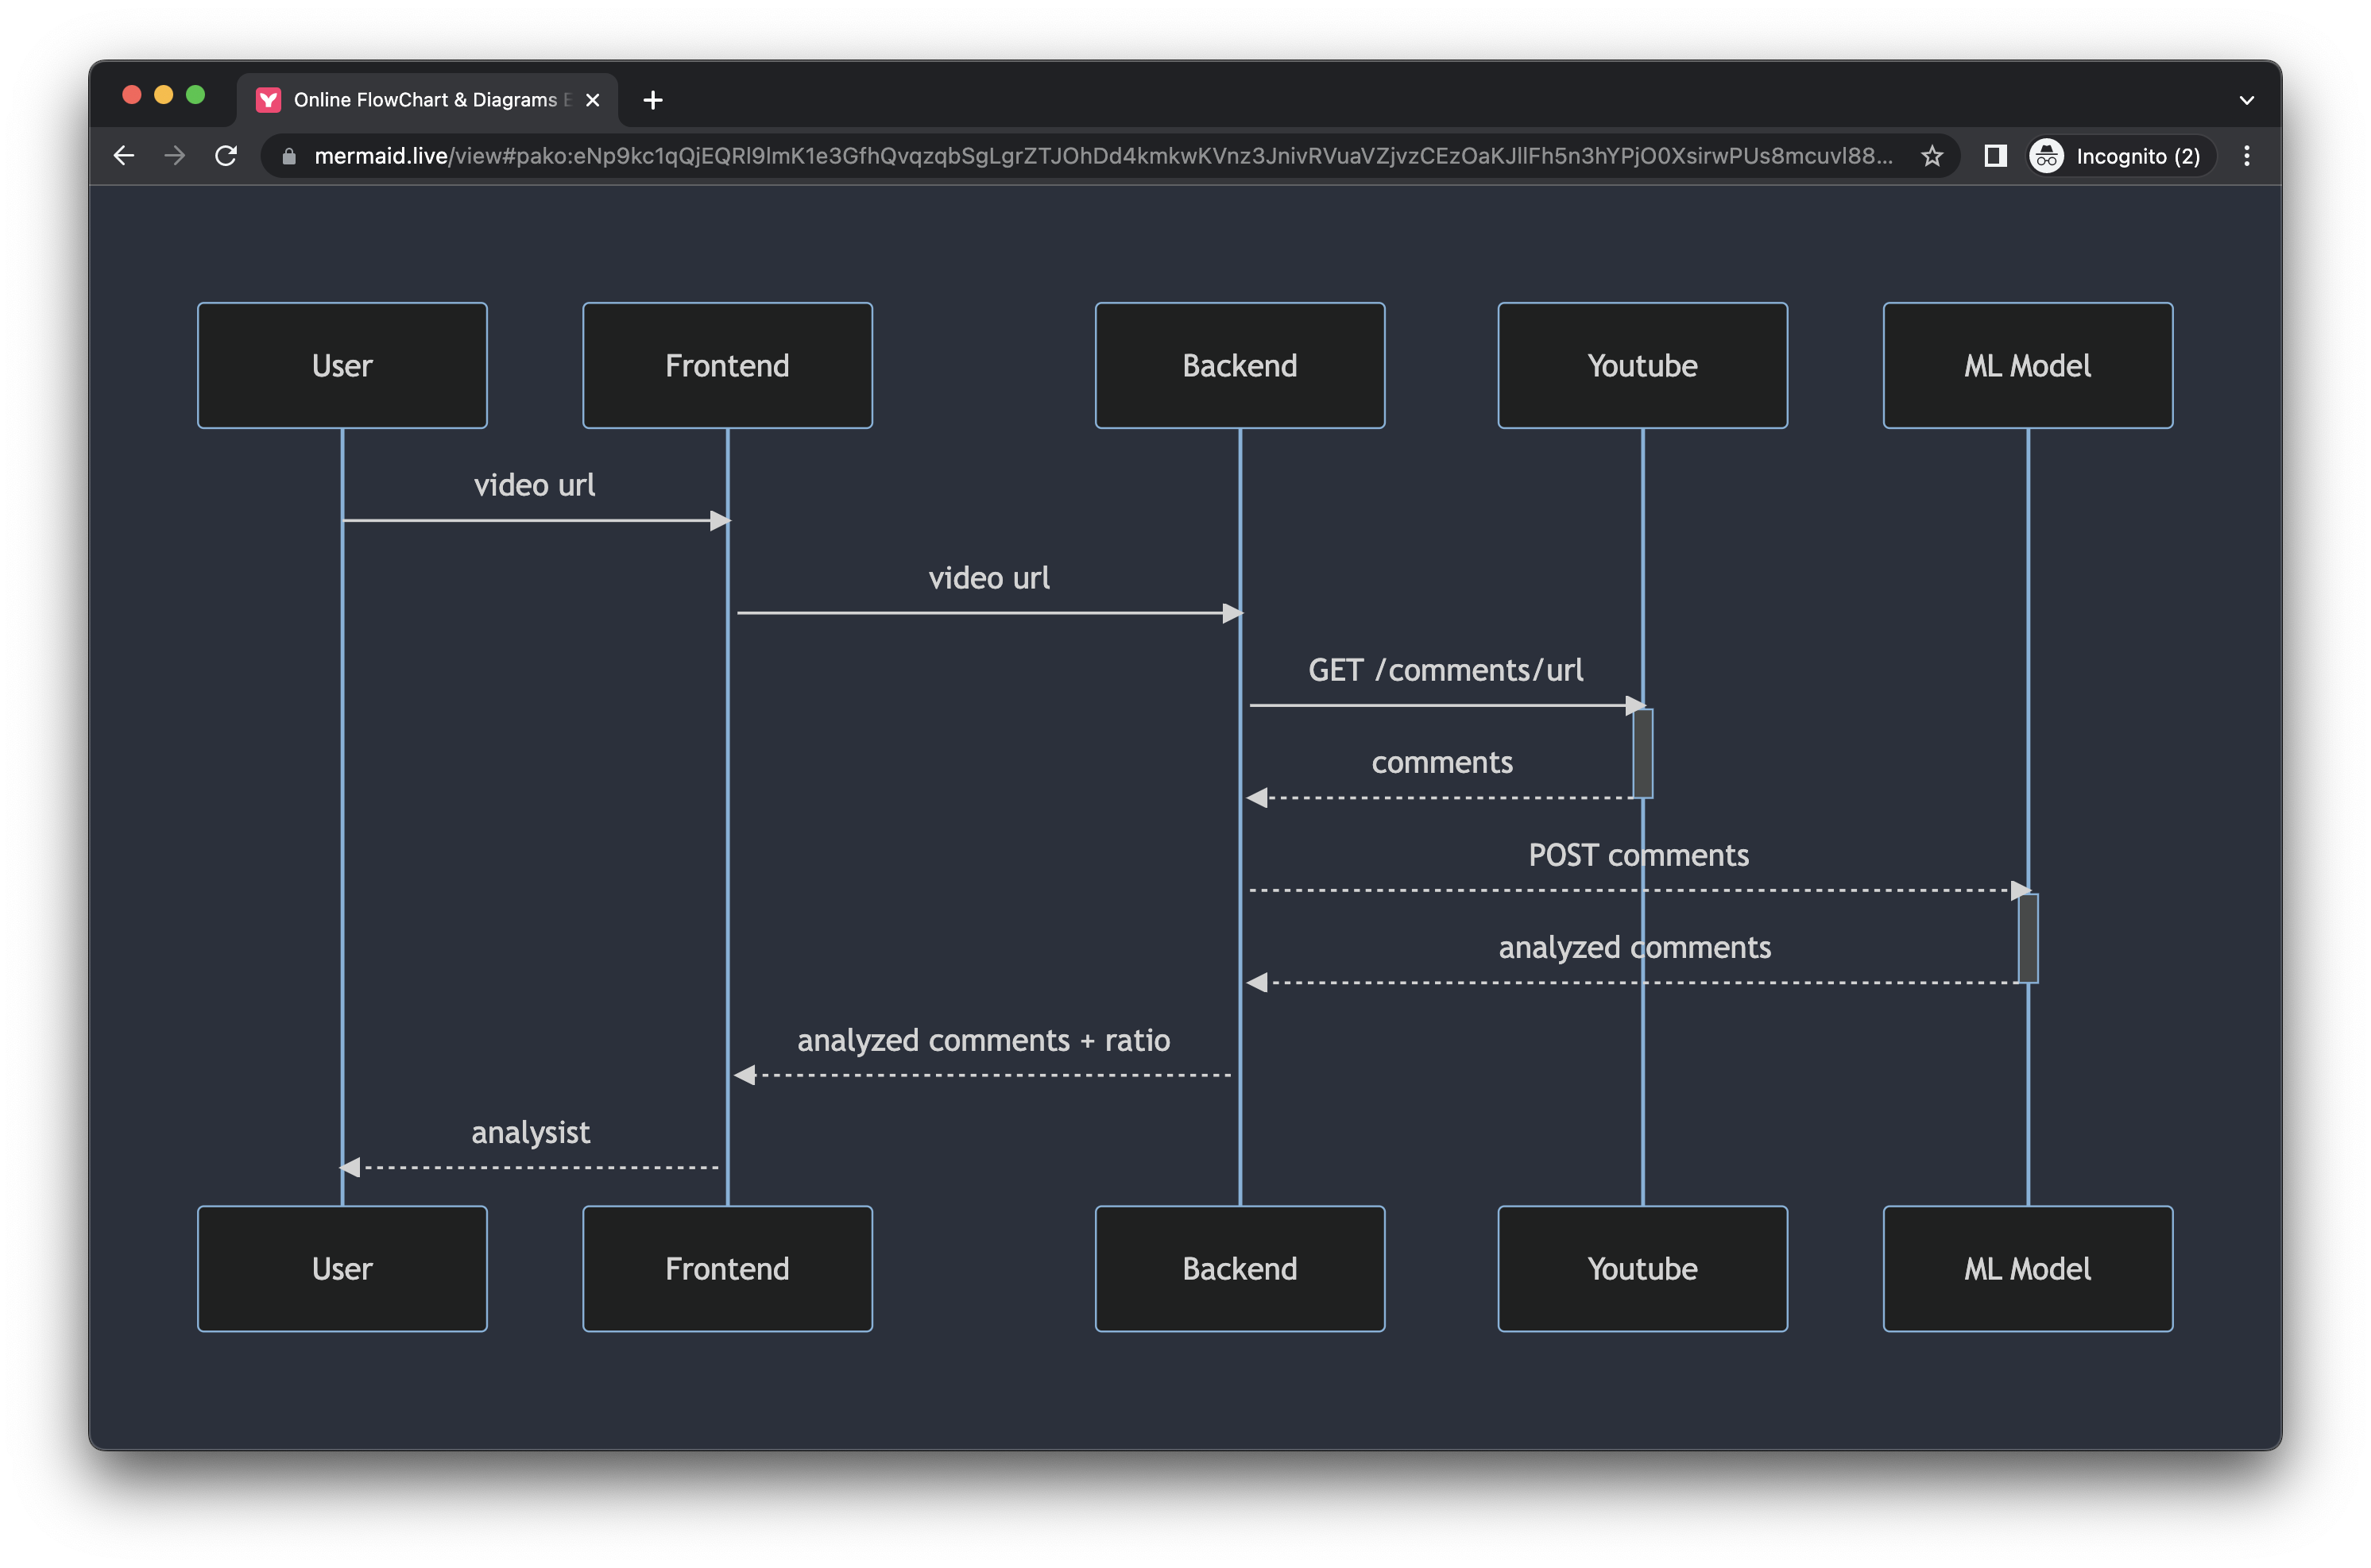 Online FlowChart & Diagrams E
mermaid.live/view#pako:eNp9kc1qQjEQRl9lmK1e3GfhQvqzqbSgLgrZTJOhDd4kmkwKVnz3JnivRVuaVZjvzCEzOaKJllFh5n3hYPjO0XsirwPUs8mcuvl88...
Incognito (2)
User
Frontend
Backend
Youtube
ML Model
video url
video url
GET /comments/url
comments
POST comments
analyzed comments
analyzed comments + ratio
analysist
User
Frontend
Backend
Youtube
ML Model